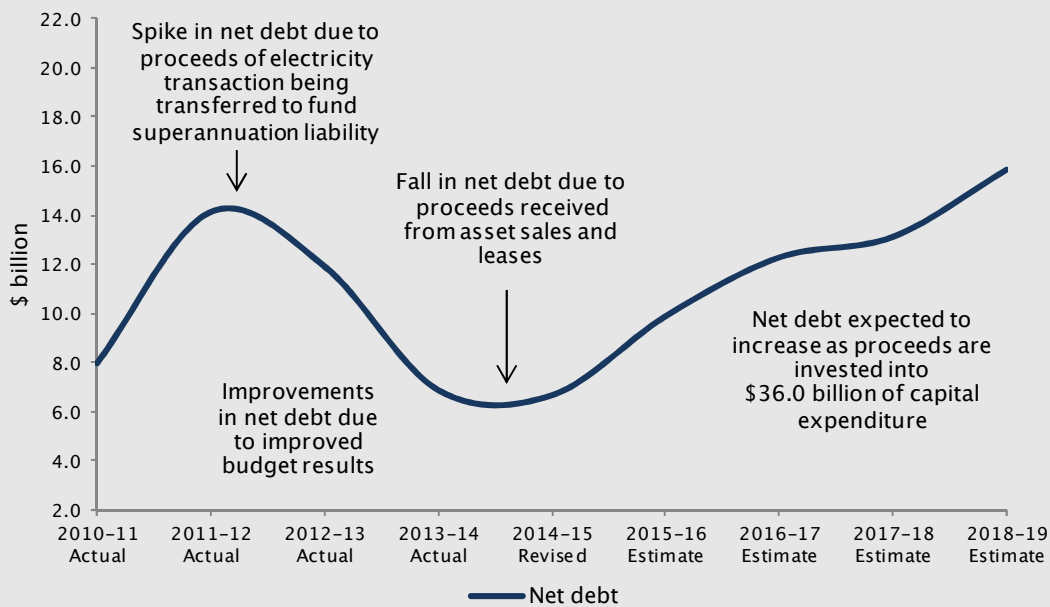 22.0
20.0
18.0
16.0
14.0
12.0
10.0
8.0
6.0
4.0
2.0
$ billion
Spike in net debt due to
proceeds of electricity
transaction being
transferred to fund
superannuation liability
Fall in net debt due to
proceeds received
from asset sales and
leases
Improvements
in net debt due
to improved
budget results
Net debt expected to
increase as proceeds are
invested into
$36.0 billion of capital
expenditure
2010–11
Actual
2011–12
Actual
2012–13
Actual
2013–14
Actual
2014–15
Revised
2015–16
Estimate
2016–17
Estimate
2017–18
Estimate
2018–19
Estimate
Net debt